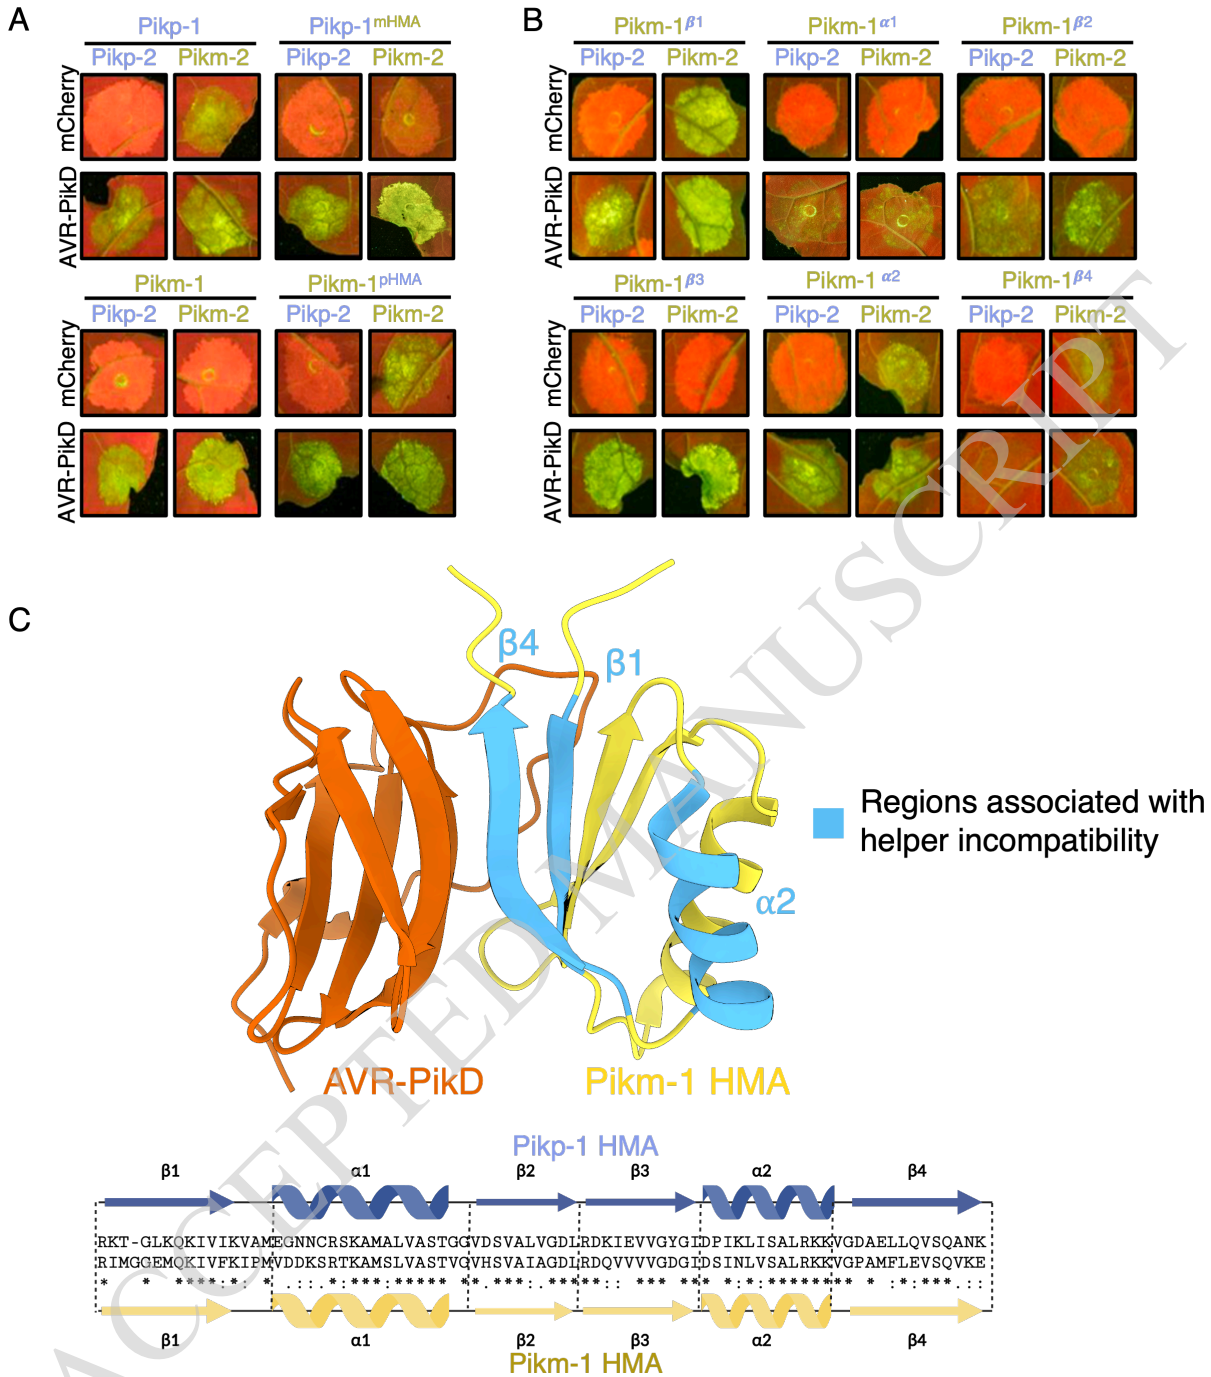 A
Pikp-1 Pikp-1mHMA
Pikp-2 Pikm-2 Pikp-2 Pikm-2
mCherry
AVR-PikD
Pikm-1 Pikm-1pHMA
Pikp-2 Pikm-2 Pikp-2 Pikm-2
mCherry
AVR-PikD
B
Pikm-1β1 Pikm-1α1 Pikm-1β2
Pikp-2 Pikm-2 Pikp-2 Pikm-2 Pikp-2 Pikm-2
mCherry
AVR-PikD
Pikm-1β3 Pikm-1α2 Pikm-1β4
Pikp-2 Pikm-2 Pikp-2 Pikm-2 Pikp-2 Pikm-2
mCherry
AVR-PikD
C
β4
β1
α2
Regions associated with
helper incompatibility
AVR-PikD
Pikm-1 HMA
Pikp-1 HMA
β1 α1 β2 β3 α2 β4
RKT-GLKQKIVIKVAMEGNNCRSKAMALVASTGGVDSVALVGDLRDKIEVVGYGIDPIKLISALRKKVGDAELLQVSQANK
RIMGGEMQKIVFKIPMVDDKSRTKAMSLVASTVGVHSVAIAGDLRDQVVVVGDGIDSINLVSALRKKVGPAMFLEVSQVKE
β1 α1 β2 β3 α2 β4
Pikm-1 HMA
ACCEPTED MANUSCRIPT